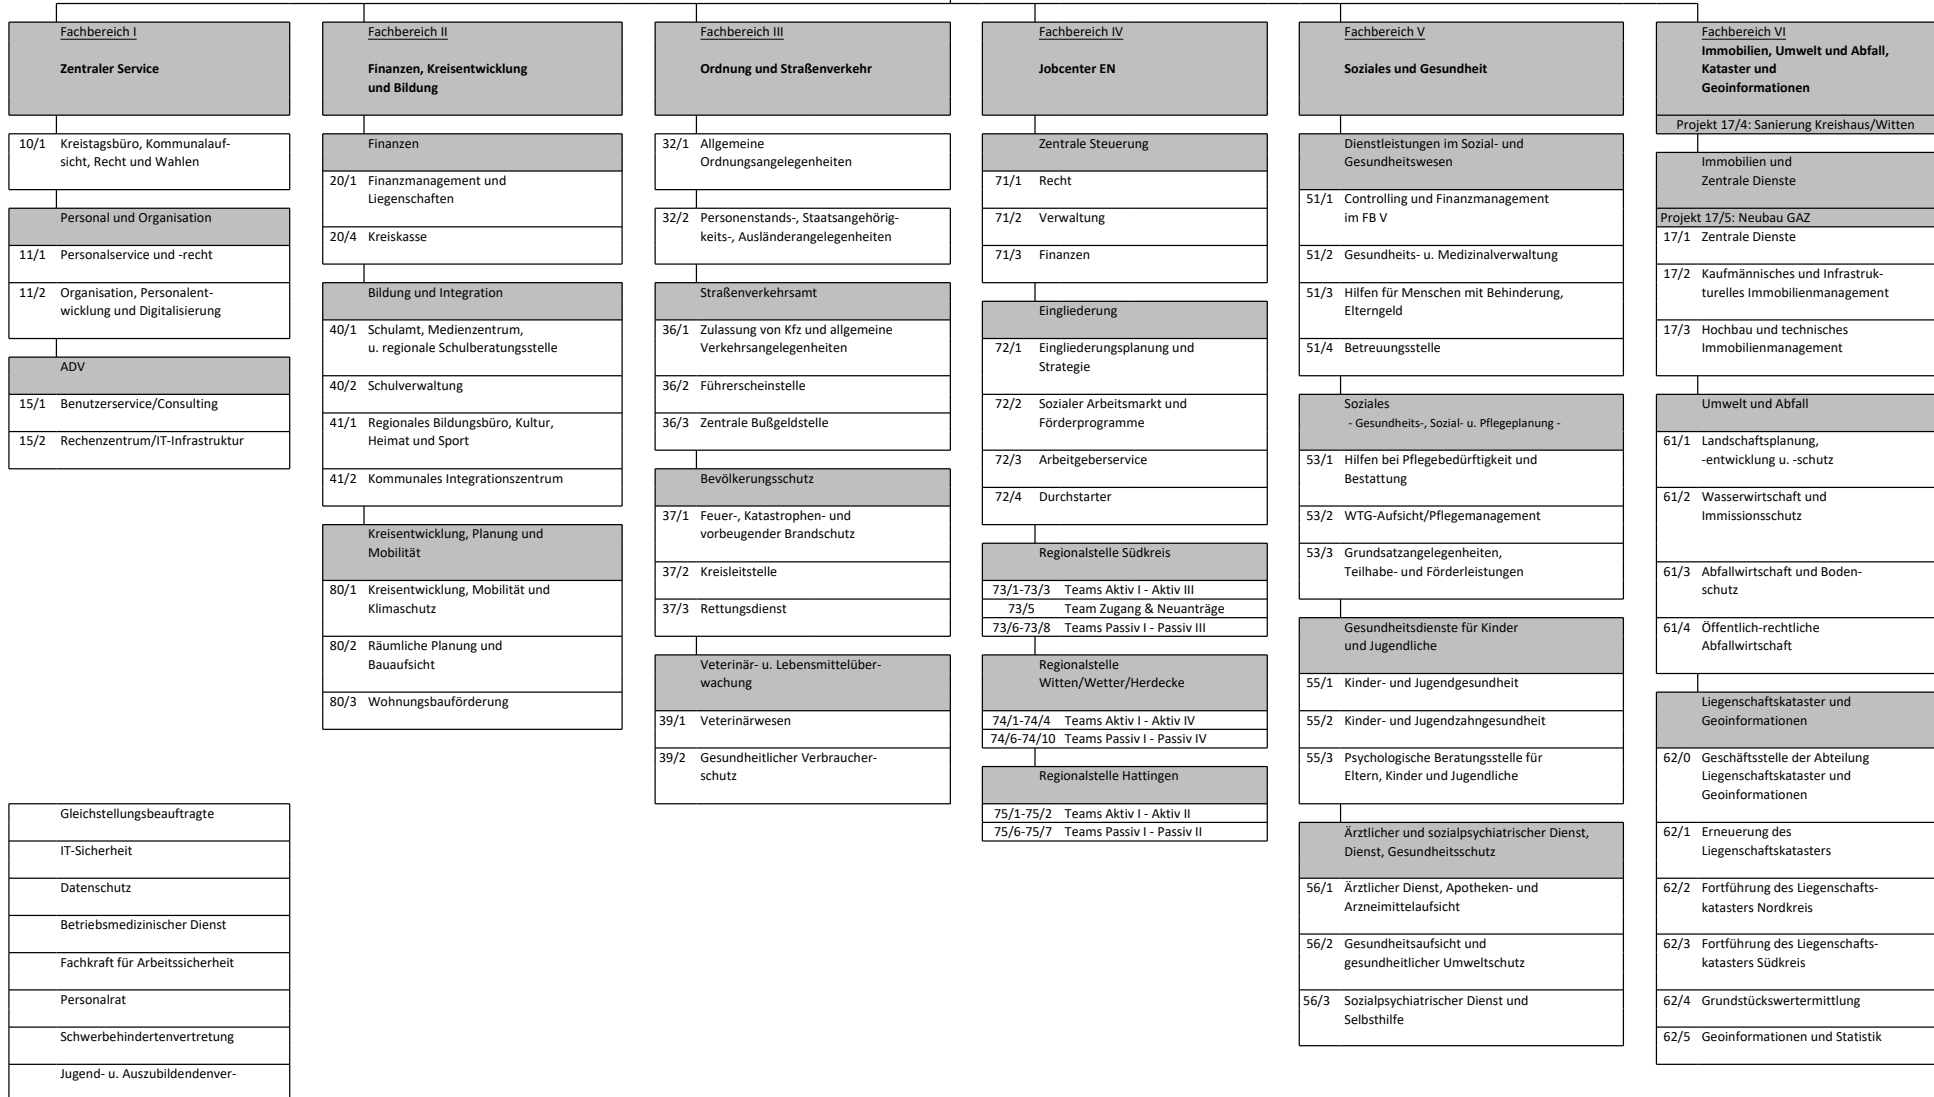 Fachbereich I
Zentraler Service
10/1 Kreistagsbüro, Kommunalauf-
sicht, Recht und Wahlen
Personal und Organisation
11/1 Personalservice und -recht
11/2 Organisation, Personalent-
wicklung und Digitalisierung
ADV
15/1 Benutzerservice/Consulting
15/2 Rechenzentrum/IT-Infrastruktur
Gleichstellungsbeauftragte
IT-Sicherheit
Datenschutz
Betriebsmedizinischer Dienst
Fachkraft für Arbeitssicherheit
Personalrat
Schwerbehindertenvertretung
Jugend- u. Auszubildendenver-
Fachbereich II
Finanzen, Kreisentwicklung
und Bildung
Finanzen
20/1 Finanzmanagement und
Liegenschaften
20/4 Kreiskasse
Bildung und Integration
40/1 Schulamt, Medienzentrum,
u. regionale Schulberatungsstelle
40/2 Schulverwaltung
41/1 Regionales Bildungsbüro, Kultur,
Heimat und Sport
41/2 Kommunales Integrationszentrum
Kreisentwicklung, Planung und
Mobilität
80/1 Kreisentwicklung, Mobilität und
Klimaschutz
80/2 Räumliche Planung und
Bauaufsicht
80/3 Wohnungsbauförderung
Fachbereich III
Ordnung und Straßenverkehr
32/1 Allgemeine
Ordnungsangelegenheiten
32/2 Personenstands-, Staatsangehörig-
keits-, Ausländerangelegenheiten
Straßenverkehrsamt
36/1 Zulassung von Kfz und allgemeine
Verkehrsangelegenheiten
36/2 Führerscheinstelle
36/3 Zentrale Bußgeldstelle
Bevölkerungsschutz
37/1 Feuer-, Katastrophen- und
vorbeugender Brandschutz
37/2 Kreisleitstelle
37/3 Rettungsdienst
Veterinär- u. Lebensmittelüber-
wachung
39/1 Veterinärwesen
39/2 Gesundheitlicher Verbraucher-
schutz
Fachbereich IV
Jobcenter EN
Zentrale Steuerung
71/1 Recht
71/2 Verwaltung
71/3 Finanzen
Eingliederung
72/1 Eingliederungsplanung und
Strategie
72/2 Sozialer Arbeitsmarkt und
Förderprogramme
72/3 Arbeitgeberservice
72/4 Durchstarter
Regionalstelle Südkreis
73/1-73/3 Teams Aktiv I - Aktiv III
73/5 Team Zugang & Neuanträge
73/6-73/8 Teams Passiv I - Passiv III
Regionalstelle
Witten/Wetter/Herdecke
74/1-74/4 Teams Aktiv I - Aktiv IV
74/6-74/10 Teams Passiv I - Passiv IV
Regionalstelle Hattingen
75/1-75/2 Teams Aktiv I - Aktiv II
75/6-75/7 Teams Passiv I - Passiv II
Fachbereich V
Soziales und Gesundheit
Dienstleistungen im Sozial- und
Gesundheitswesen
51/1 Controlling und Finanzmanagement
im FB V
51/2 Gesundheits- u. Medizinalverwaltung
51/3 Hilfen für Menschen mit Behinderung,
Elterngeld
51/4 Betreuungsstelle
Soziales
- Gesundheits-, Sozial- u. Pflegeplanung -
53/1 Hilfen bei Pflegebedürftigkeit und
Bestattung
53/2 WTG-Aufsicht/Pflegemanagement
53/3 Grundsatzangelegenheiten,
Teilhabe- und Förderleistungen
Gesundheitsdienste für Kinder
und Jugendliche
55/1 Kinder- und Jugendgesundheit
55/2 Kinder- und Jugendzahngesundheit
55/3 Psychologische Beratungsstelle für
Eltern, Kinder und Jugendliche
Ärztlicher und sozialpsychiatrischer Dienst,
Dienst, Gesundheitsschutz
56/1 Ärztlicher Dienst, Apotheken- und
Arzneimittelaufsicht
56/2 Gesundheitsaufsicht und
gesundheitlicher Umweltschutz
56/3 Sozialpsychiatrischer Dienst und
Selbsthilfe
Fachbereich VI
Immobilien, Umwelt und Abfall,
Kataster und
Geoinformationen
Projekt 17/4: Sanierung Kreishaus/Witten
Immobilien und
Zentrale Dienste
Projekt 17/5: Neubau GAZ
17/1 Zentrale Dienste
17/2 Kaufmännisches und Infrastruk-
turelles Immobilienmanagement
17/3 Hochbau und technisches
Immobilienmanagement
Umwelt und Abfall
61/1 Landschaftsplanung,
-entwicklung u. -schutz
61/2 Wasserwirtschaft und
Immissionsschutz
61/3 Abfallwirtschaft und Boden-
schutz
61/4 Öffentlich-rechtliche
Abfallwirtschaft
Liegenschaftskataster und
Geoinformationen
62/0 Geschäftsstelle der Abteilung
Liegenschaftskataster und
Geoinformationen
62/1 Erneuerung des
Liegenschaftskatasters
62/2 Fortführung des Liegenschafts-
katasters Nordkreis
62/3 Fortführung des Liegenschafts-
katasters Südkreis
62/4 Grundstückswertermittlung
62/5 Geoinformationen und Statistik